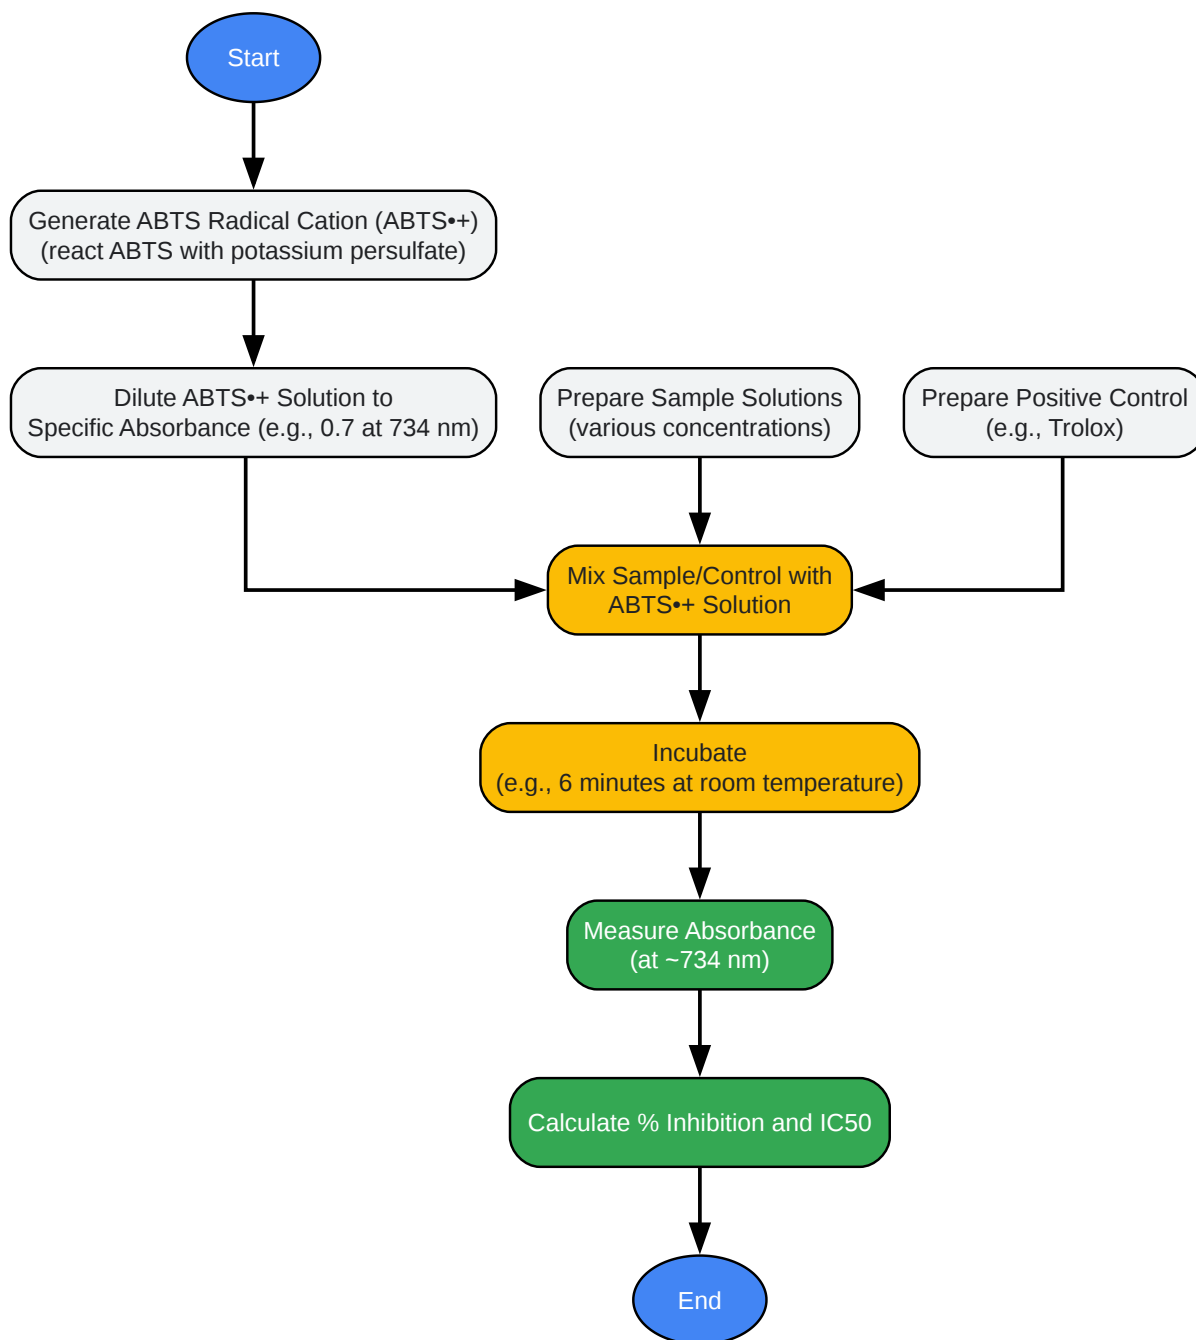 Start
Generate ABTS Radical Cation (ABTS•+)
(react ABTS with potassium persulfate)
Dilute ABTS•+ Solution to
Specific Absorbance (e.g., 0.7 at 734 nm)
Prepare Sample Solutions
(various concentrations)
Prepare Positive Control
(e.g., Trolox)
Mix Sample/Control with
ABTS•+ Solution
Incubate
(e.g., 6 minutes at room temperature)
Measure Absorbance
(at ~734 nm)
Calculate % Inhibition and IC50
End